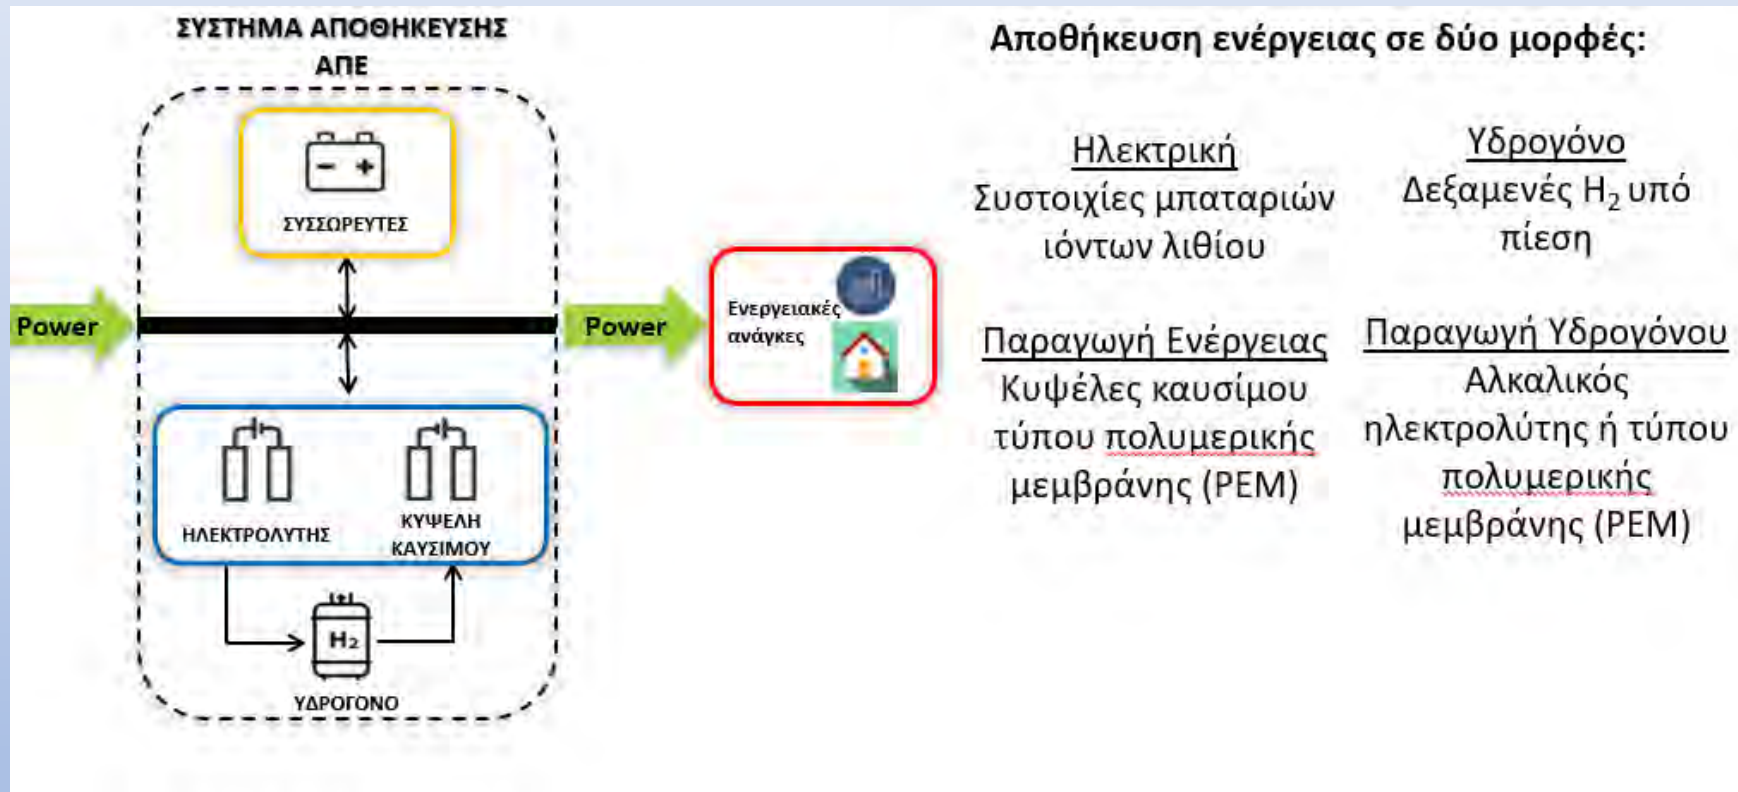 ΣΥΣΤΗΜΑ ΑΠΟΘΗΚΕΥΣΗΣ
ΑΠΕ
ΣΥΣΣΩΡΕΥΤΕΣ
Power
Power
Ενεργειακές
ανάγκες
ΗΛΕΚΤΡΟΛΥΤΗΣ
ΚΥΨΕΛΗ
ΚΑΥΣΙΜΟΥ
H₂
ΥΔΡΟΓΟΝΟ
Αποθήκευση ενέργειας σε δύο μορφές:
Ηλεκτρική
Συστοιχίες μπαταριών
ιόντων λιθίου
Υδρογόνο
Δεξαμενές H₂ υπό
πίεση
Παραγωγή Ενέργειας
Κυψέλες καυσίμου
τύπου πολυμερικής
μεμβράνης (PEM)
Παραγωγή Υδρογόνου
Αλκαλικός
ηλεκτρολύτης ή τύπου
πολυμερικής
μεμβράνης (PEM)